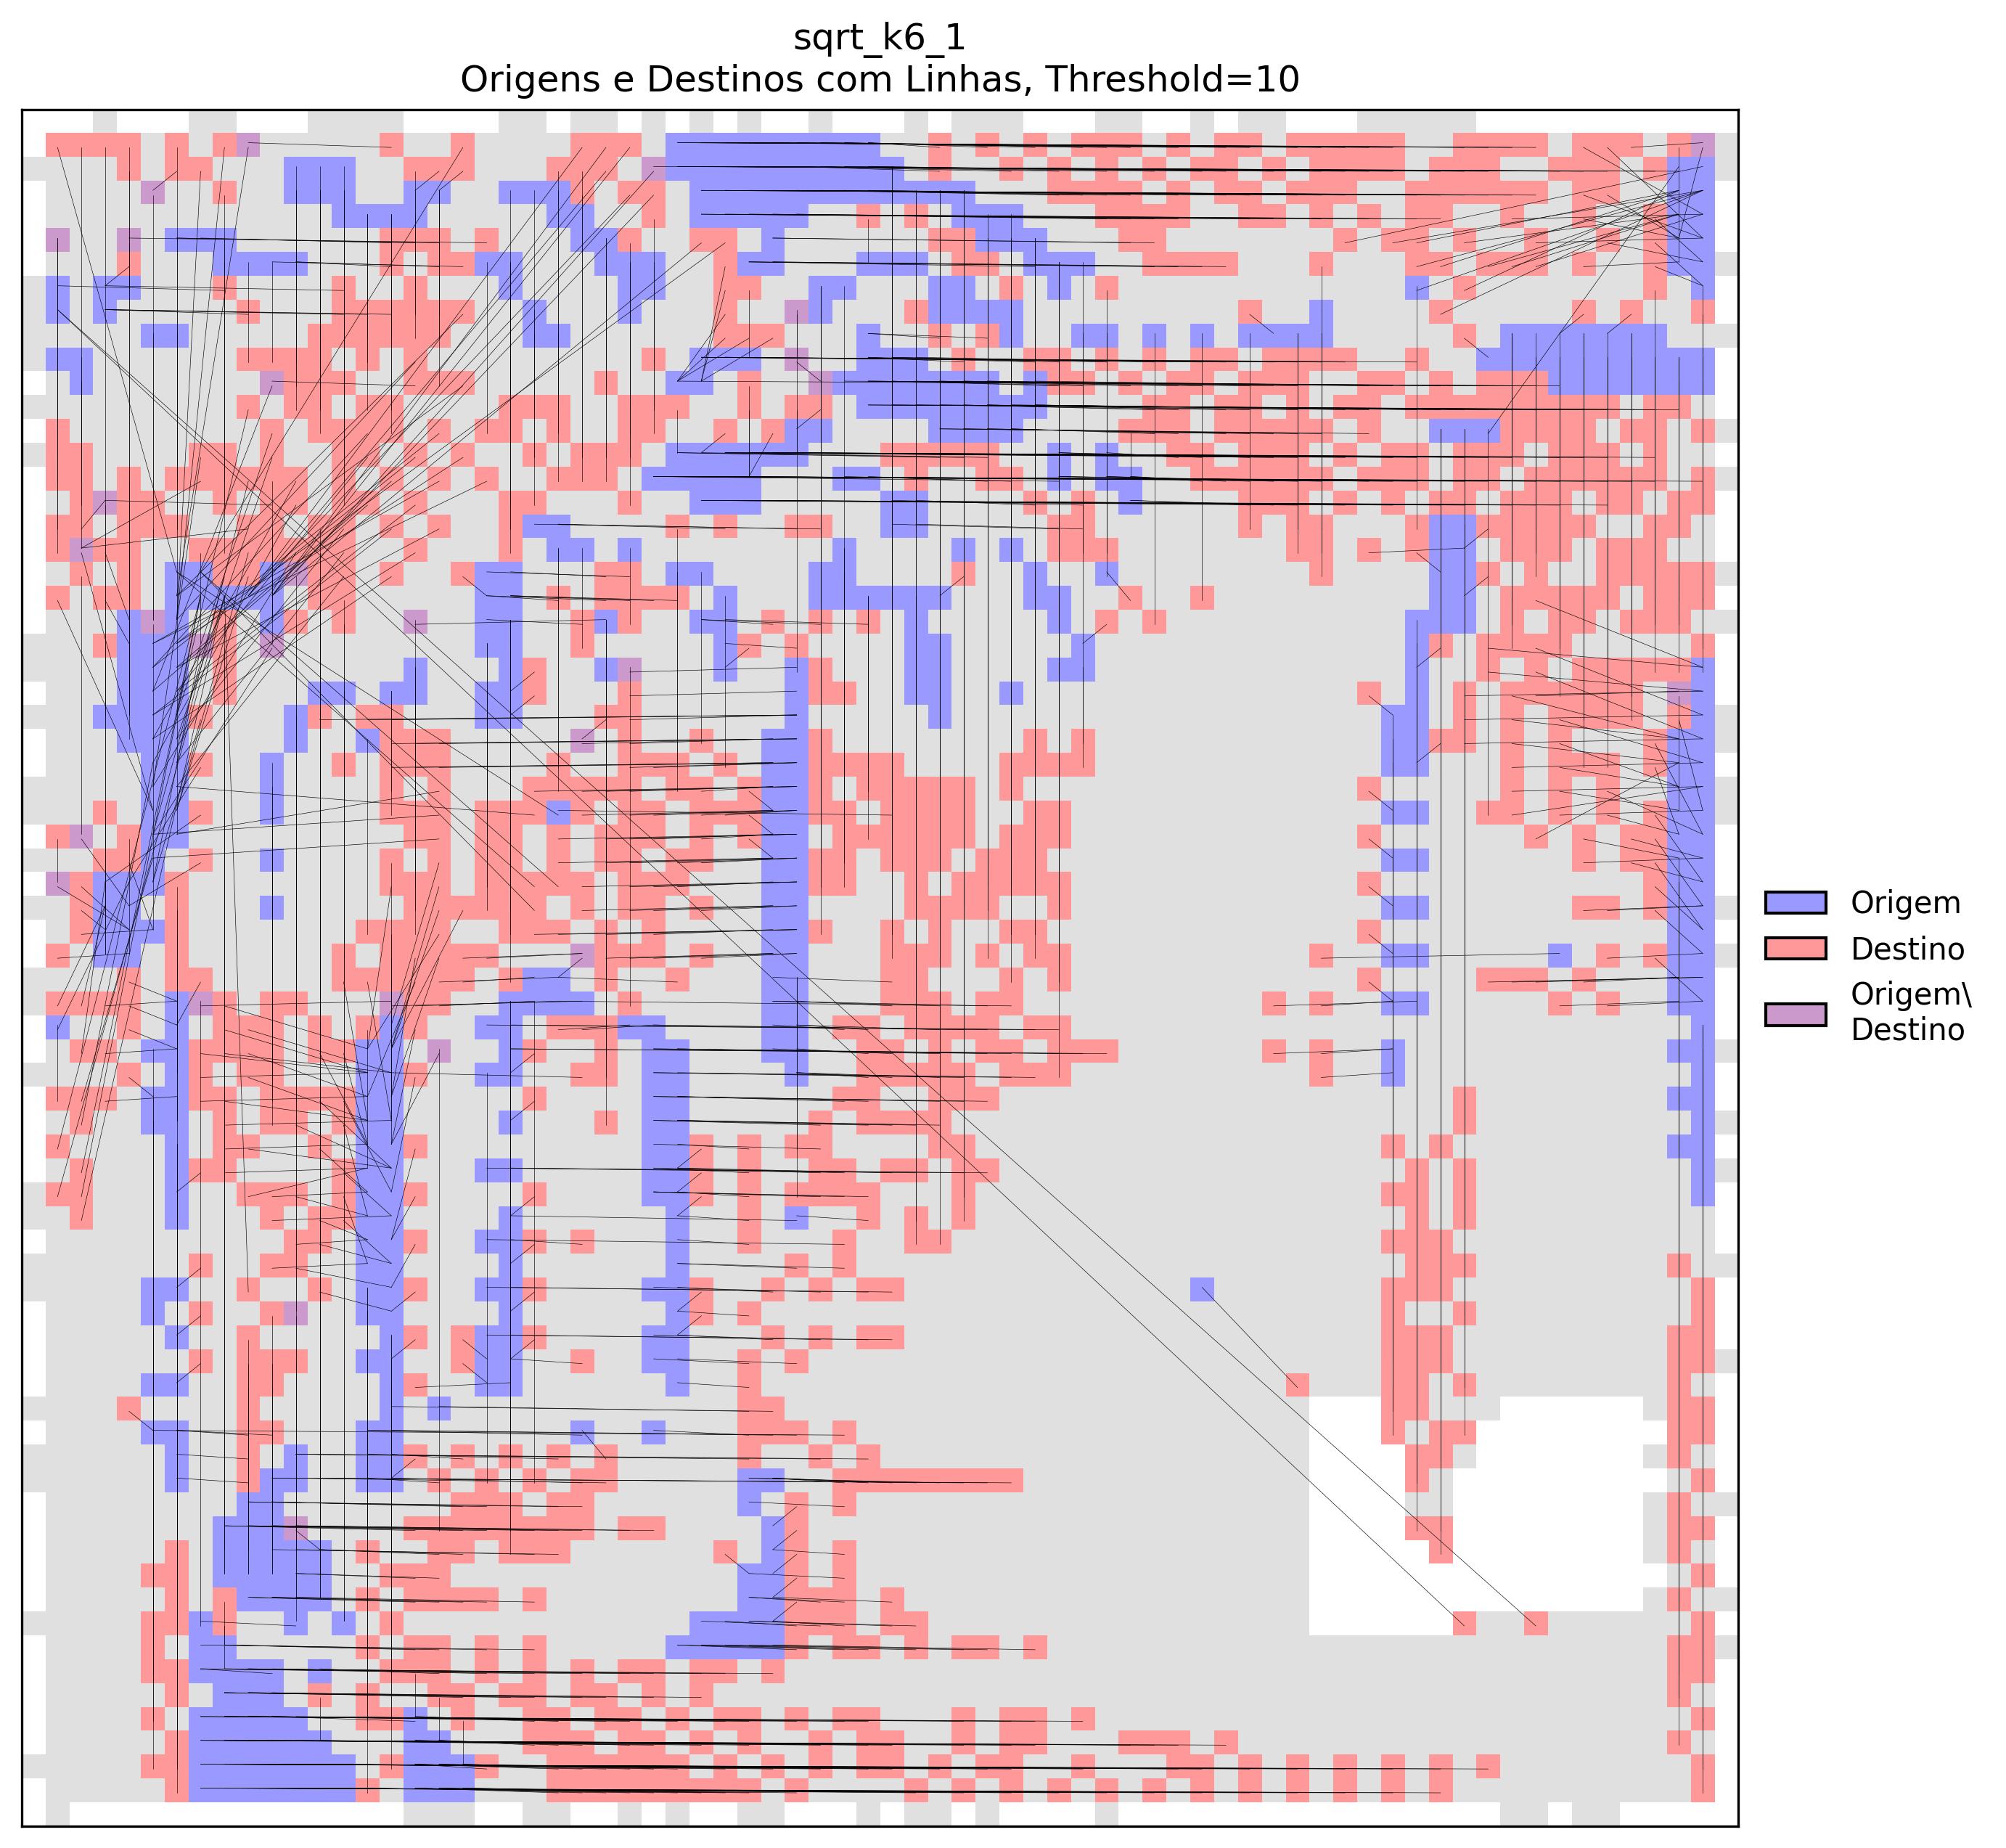 sqrt_k6_1
Origens e Destinos com Linhas, Threshold=10
Origem
Destino
Origem\
Destino